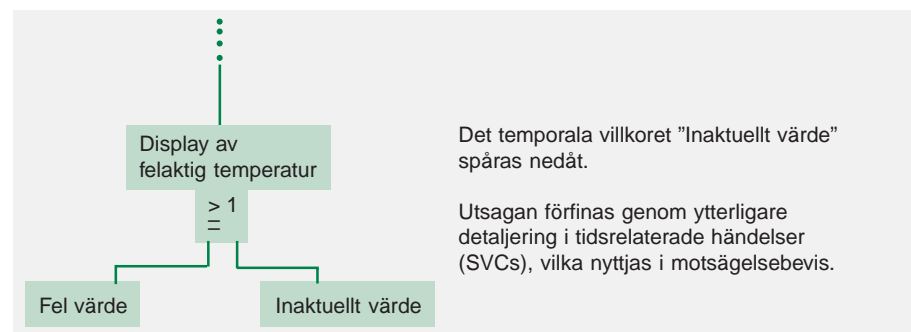 Display av
felaktig temperatur
≥ 1
Fel värde
Inaktuellt värde
Det temporala villkoret ”Inaktuellt värde”
spåras nedåt.
Utsagan förfinas genom ytterligare
detaljering i tidsrelaterade händelser
(SVCs), vilka nyttjas i motsägelsebevis.